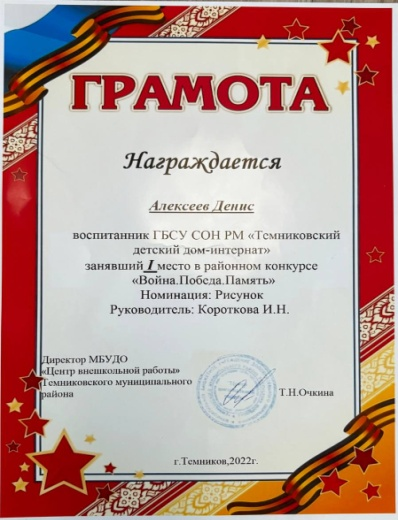 ГРАМОТА
Награждается
Алексеев Денис
воспитанник ГБСУ СОН РМ «Темниковский
детский дом-интернат»
занявший I место в районном конкурсе
«Война.Победа.Память»
Номинация: Рисунок
Руководитель: Короткова И.Н.
Директор МБУДО
«Центр внешкольной работы»
Темниковского муниципального
района
Т.Н.Очкина
г.Темников,2022г.